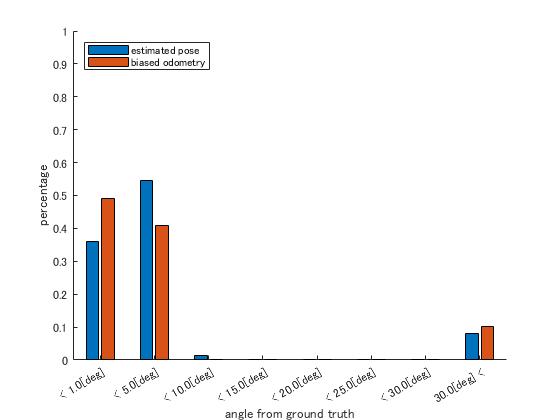 1
0.9
0.8
0.7
0.6
0.5
0.4
0.3
0.2
0.1
0
percentage
estimated pose
biased odometry
< 1.0[deg]
< 5.0[deg]
< 10.0[deg]
< 15.0[deg]
< 20.0[deg]
< 25.0[deg]
< 30.0[deg]
30.0[deg] <
angle from ground truth